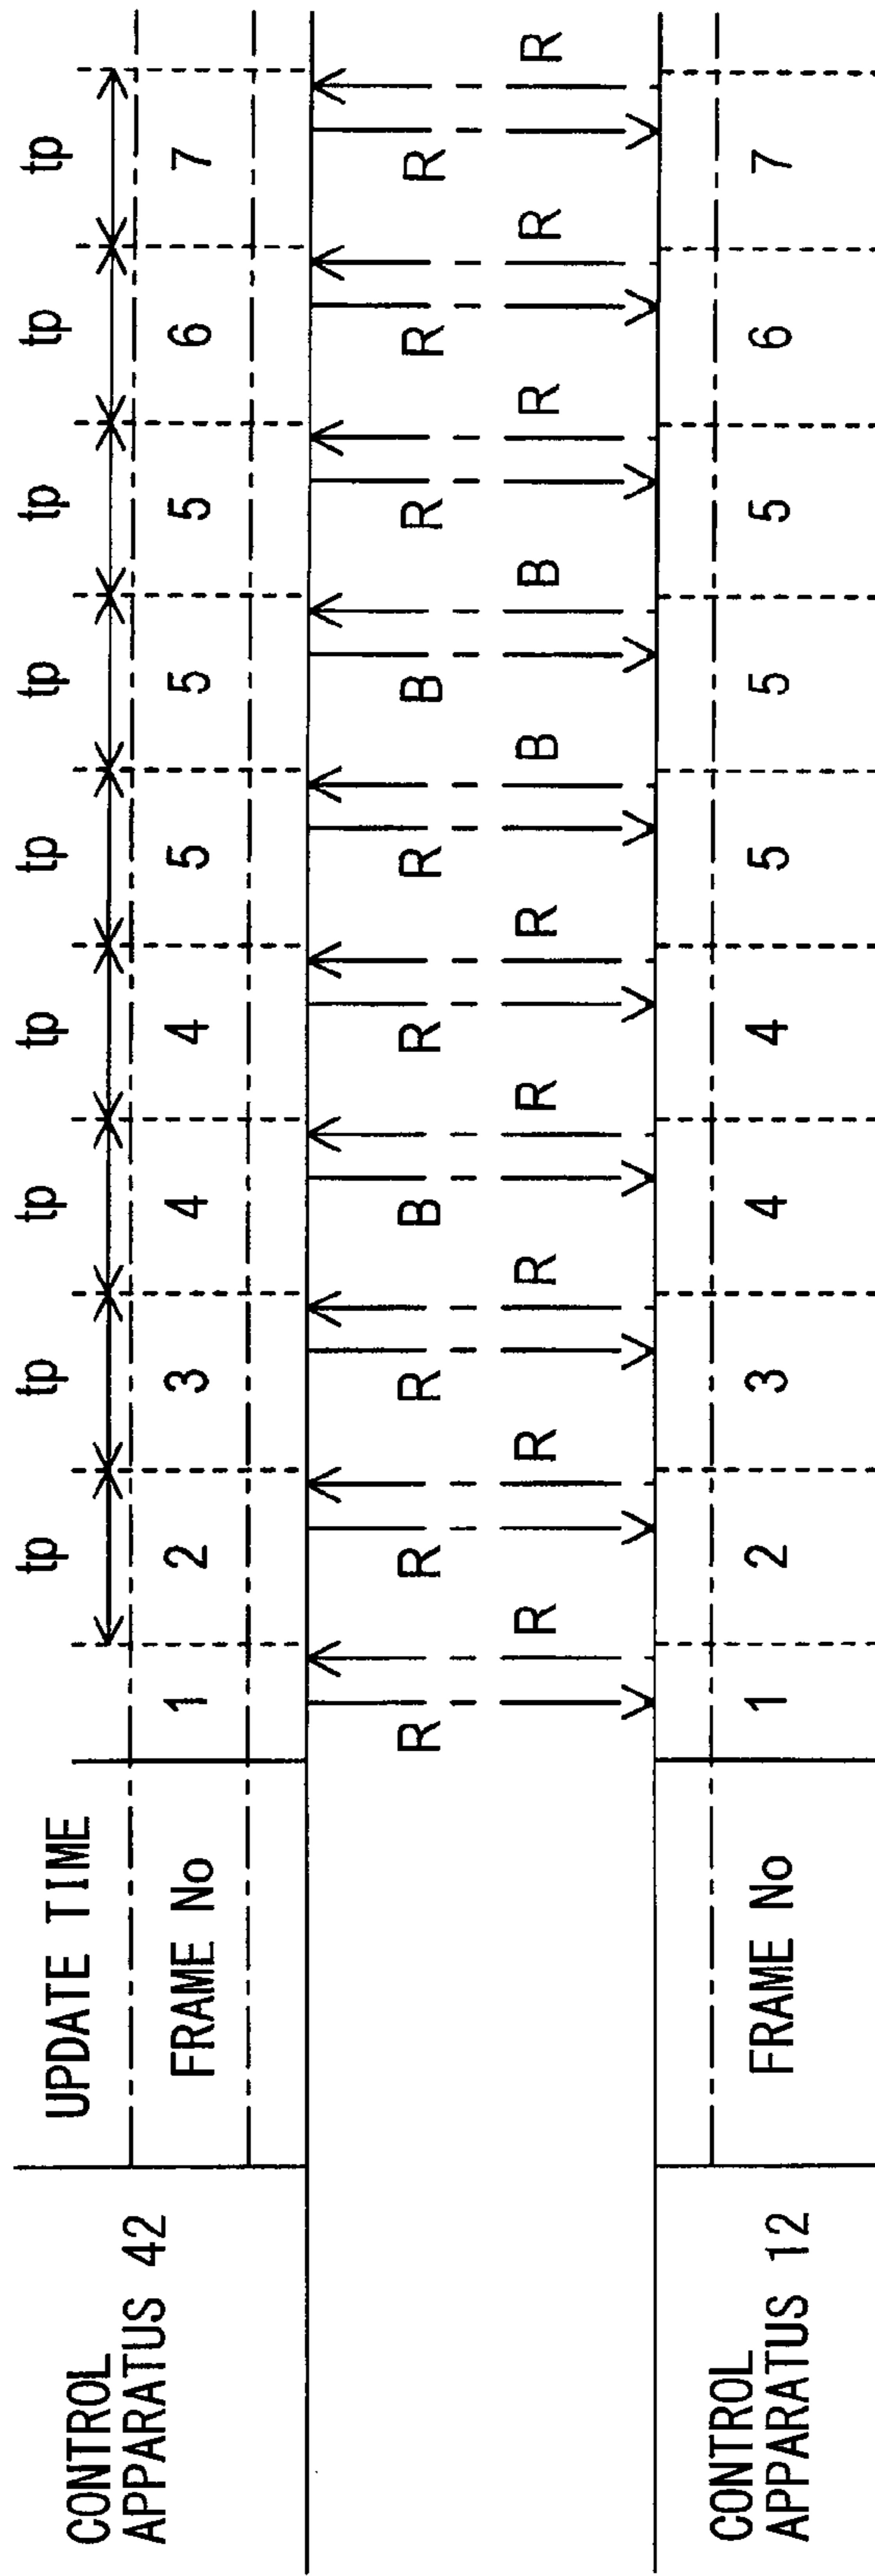 CONTROL
APPARATUS 42
UPDATE TIME
tp tp tp tp tp tp tp tp tp
FRAME No
1 2 3 4 4 5 5 5 6 7
R R R B R R B R R R
R R R R R B B R R R
CONTROL
APPARATUS 12
FRAME No
1 2 3 4 4 5 5 5 6 7